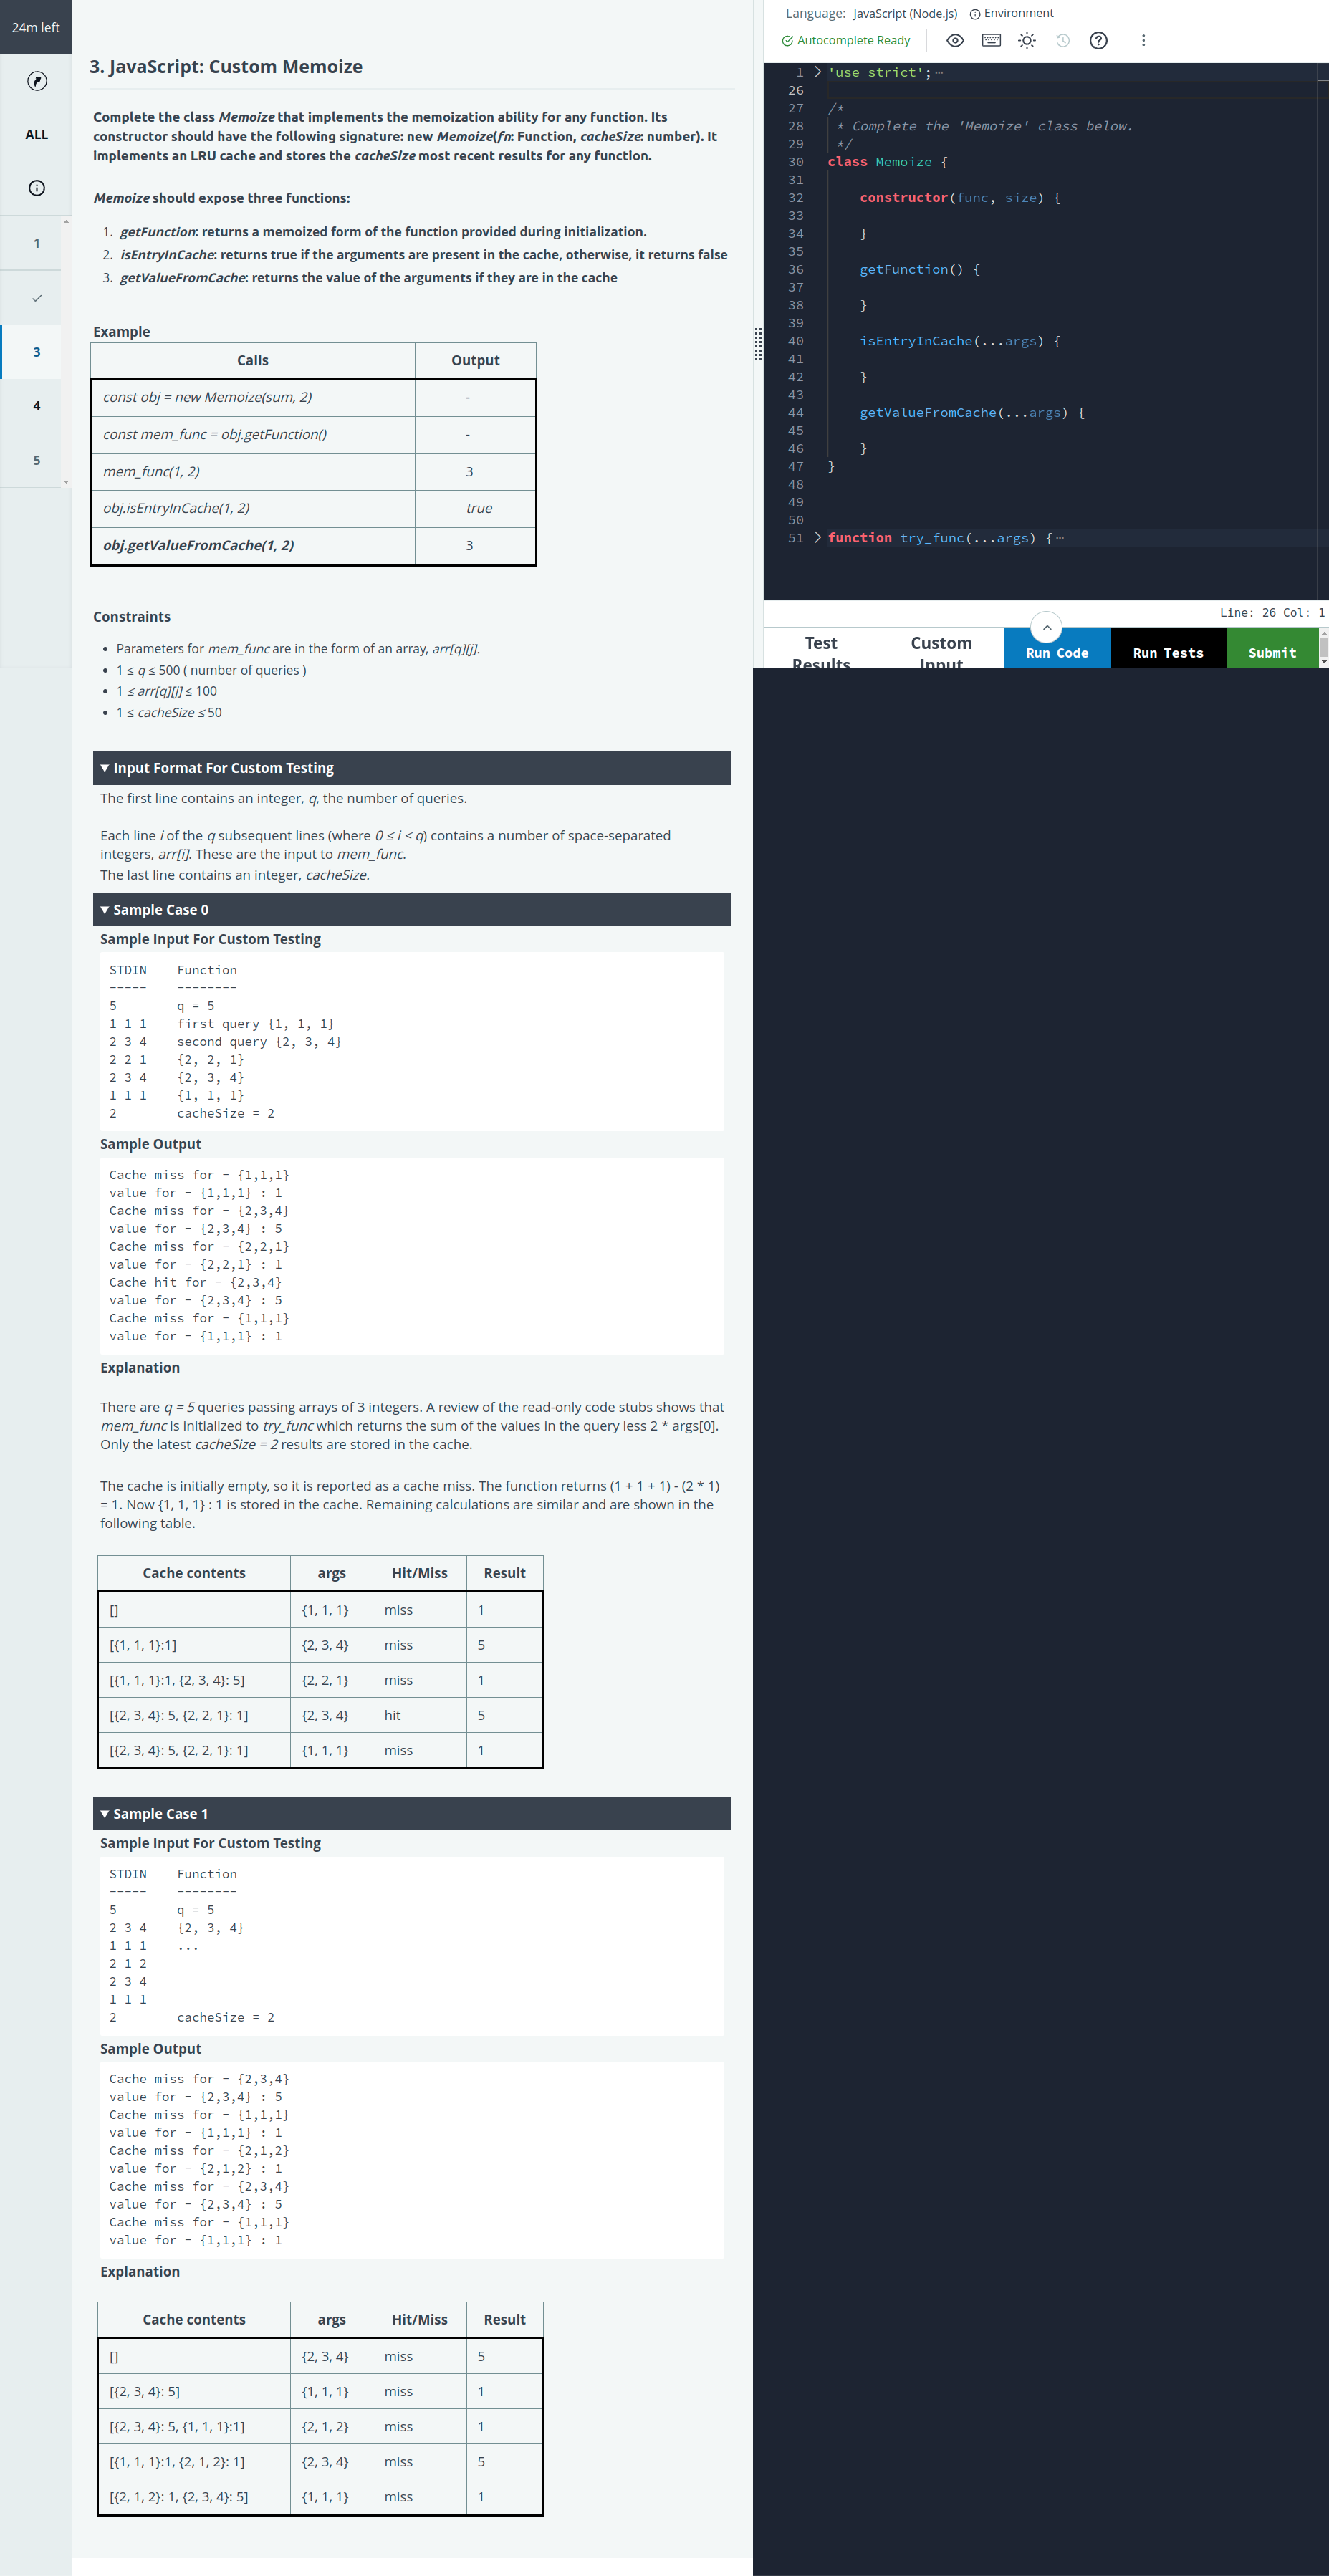 24m left
ALL
1
3
4
5
3. JavaScript: Custom Memoize
Complete the class Memoize that implements the memoization ability for any function. Its
constructor should have the following signature: new Memoize(fn: Function, cacheSize: number). It
implements an LRU cache and stores the cacheSize most recent results for any function.
Memoize should expose three functions:
1. getFunction: returns a memoized form of the function provided during initialization.
2. isEntryInCache: returns true if the arguments are present in the cache, otherwise, it returns false
3. getValueFromCache: returns the value of the arguments if they are in the cache
Example
Calls Output
const obj = new Memoize(sum, 2) -
const mem_func = obj.getFunction() -
mem_func(1, 2) 3
obj.isEntryInCache(1, 2) true
obj.getValueFromCache(1, 2) 3
Constraints
• Parameters for mem_func are in the form of an array, arr[q][j].
• 1 ≤ q ≤ 500 ( number of queries )
• 1 ≤ arr[q][j] ≤ 100
• 1 ≤ cacheSize ≤ 50
▼ Input Format For Custom Testing
The first line contains an integer, q, the number of queries.
Each line i of the q subsequent lines (where 0 ≤ i < q) contains a number of space-separated
integers, arr[i]. These are the input to mem_func.
The last line contains an integer, cacheSize.
▼ Sample Case 0
Sample Input For Custom Testing
STDIN    Function
-----    --------
5        q = 5
1 1 1    first query {1, 1, 1}
2 3 4    second query {2, 3, 4}
2 2 1    {2, 2, 1}
2 3 4    {2, 3, 4}
1 1 1    {1, 1, 1}
2        cacheSize = 2
Sample Output
Cache miss for - {1,1,1}
value for - {1,1,1} : 1
Cache miss for - {2,3,4}
value for - {2,3,4} : 5
Cache miss for - {2,2,1}
value for - {2,2,1} : 1
Cache hit for - {2,3,4}
value for - {2,3,4} : 5
Cache miss for - {1,1,1}
value for - {1,1,1} : 1
Explanation
There are q = 5 queries passing arrays of 3 integers. A review of the read-only code stubs shows that
mem_func is initialized to try_func which returns the sum of the values in the query less 2 * args[0].
Only the latest cacheSize = 2 results are stored in the cache.
The cache is initially empty, so it is reported as a cache miss. The function returns (1 + 1 + 1) - (2 * 1)
= 1. Now {1, 1, 1} : 1 is stored in the cache. Remaining calculations are similar and are shown in the
following table.
Cache contents args Hit/Miss Result
[] {1, 1, 1} miss 1
[{1, 1, 1}:1] {2, 3, 4} miss 5
[{1, 1, 1}:1, {2, 3, 4}: 5] {2, 2, 1} miss 1
[{2, 3, 4}: 5, {2, 2, 1}: 1] {2, 3, 4} hit 5
[{2, 3, 4}: 5, {2, 2, 1}: 1] {1, 1, 1} miss 1
▼ Sample Case 1
Sample Input For Custom Testing
STDIN    Function
-----    --------
5        q = 5
2 3 4    {2, 3, 4}
1 1 1    ...
2 1 2
2 3 4
1 1 1
2        cacheSize = 2
Sample Output
Cache miss for - {2,3,4}
value for - {2,3,4} : 5
Cache miss for - {1,1,1}
value for - {1,1,1} : 1
Cache miss for - {2,1,2}
value for - {2,1,2} : 1
Cache miss for - {2,3,4}
value for - {2,3,4} : 5
Cache miss for - {1,1,1}
value for - {1,1,1} : 1
Explanation
Cache contents args Hit/Miss Result
[] {2, 3, 4} miss 5
[{2, 3, 4}: 5] {1, 1, 1} miss 1
[{2, 3, 4}: 5, {1, 1, 1}:1] {2, 1, 2} miss 1
[{1, 1, 1}:1, {2, 1, 2}: 1] {2, 3, 4} miss 5
[{2, 1, 2}: 1, {2, 3, 4}: 5] {1, 1, 1} miss 1
Language: JavaScript (Node.js) Environment
Autocomplete Ready
1 'use strict'; ⋯
26
27 /*
28 * Complete the 'Memoize' class below.
29 */
30 class Memoize {
31
32 constructor(func, size) {
33
34 }
35
36 getFunction() {
37
38 }
39
40 isEntryInCache(...args) {
41
42 }
43
44 getValueFromCache(...args) {
45
46 }
47 }
48
49
50
51 function try_func(...args) { ⋯
Line: 26 Col: 1
Test Results
Custom Input
Run Code
Run Tests
Submit